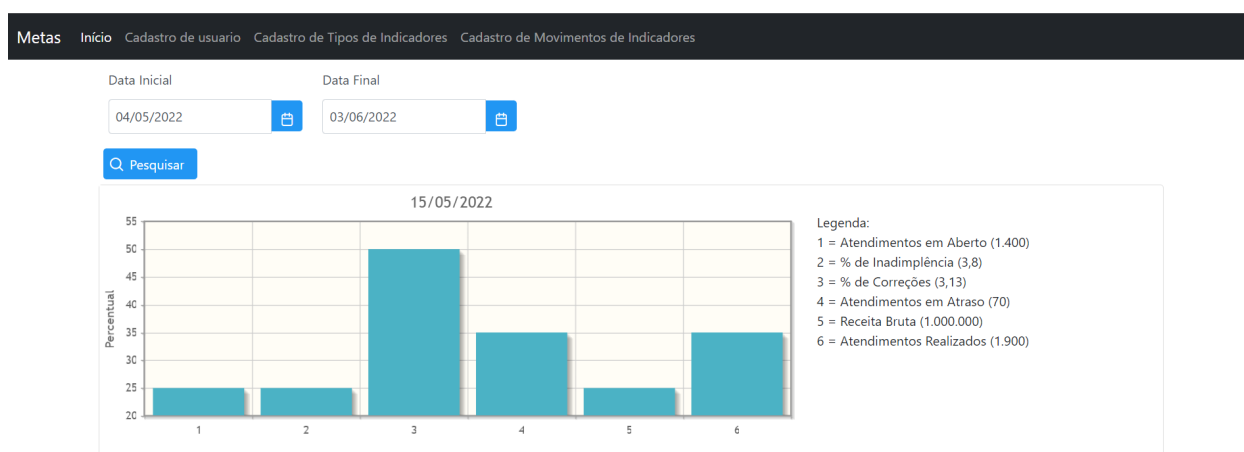 Metas Início Cadastro de usuario Cadastro de Tipos de Indicadores Cadastro de Movimentos de Indicadores
Data Inicial Data Final
04/05/2022 03/06/2022
Pesquisar
15/05/2022
Percentual
55
50
45
40
35
30
25
20
1 2 3 4 5 6
Legenda:
1 = Atendimentos em Aberto (1.400)
2 = % de Inadimplência (3,8)
3 = % de Correções (3,13)
4 = Atendimentos em Atraso (70)
5 = Receita Bruta (1.000.000)
6 = Atendimentos Realizados (1.900)